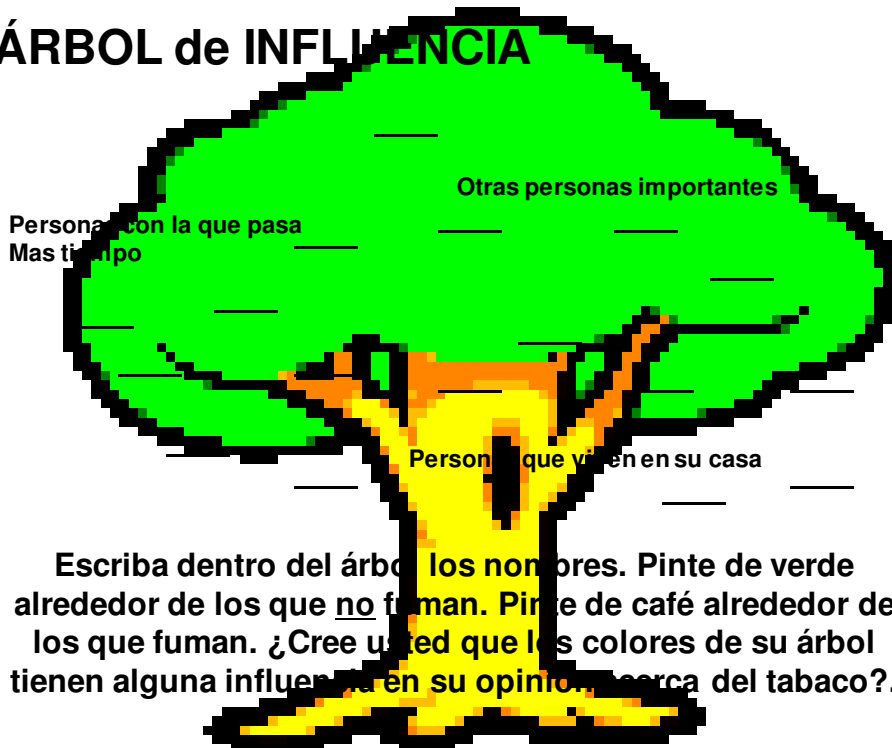 ÁRBOL de INFLUENCIA
Otras personas importantes
Personas con la que pasa
Mas tiempo
Personas que viven en su casa
Escriba dentro del árbol los nombres. Pinte de verde
alrededor de los que no fuman. Pinte de café alrededor de
los que fuman. ¿Cree usted que los colores de su árbol
tienen alguna influencia en su opinión acerca del tabaco?.